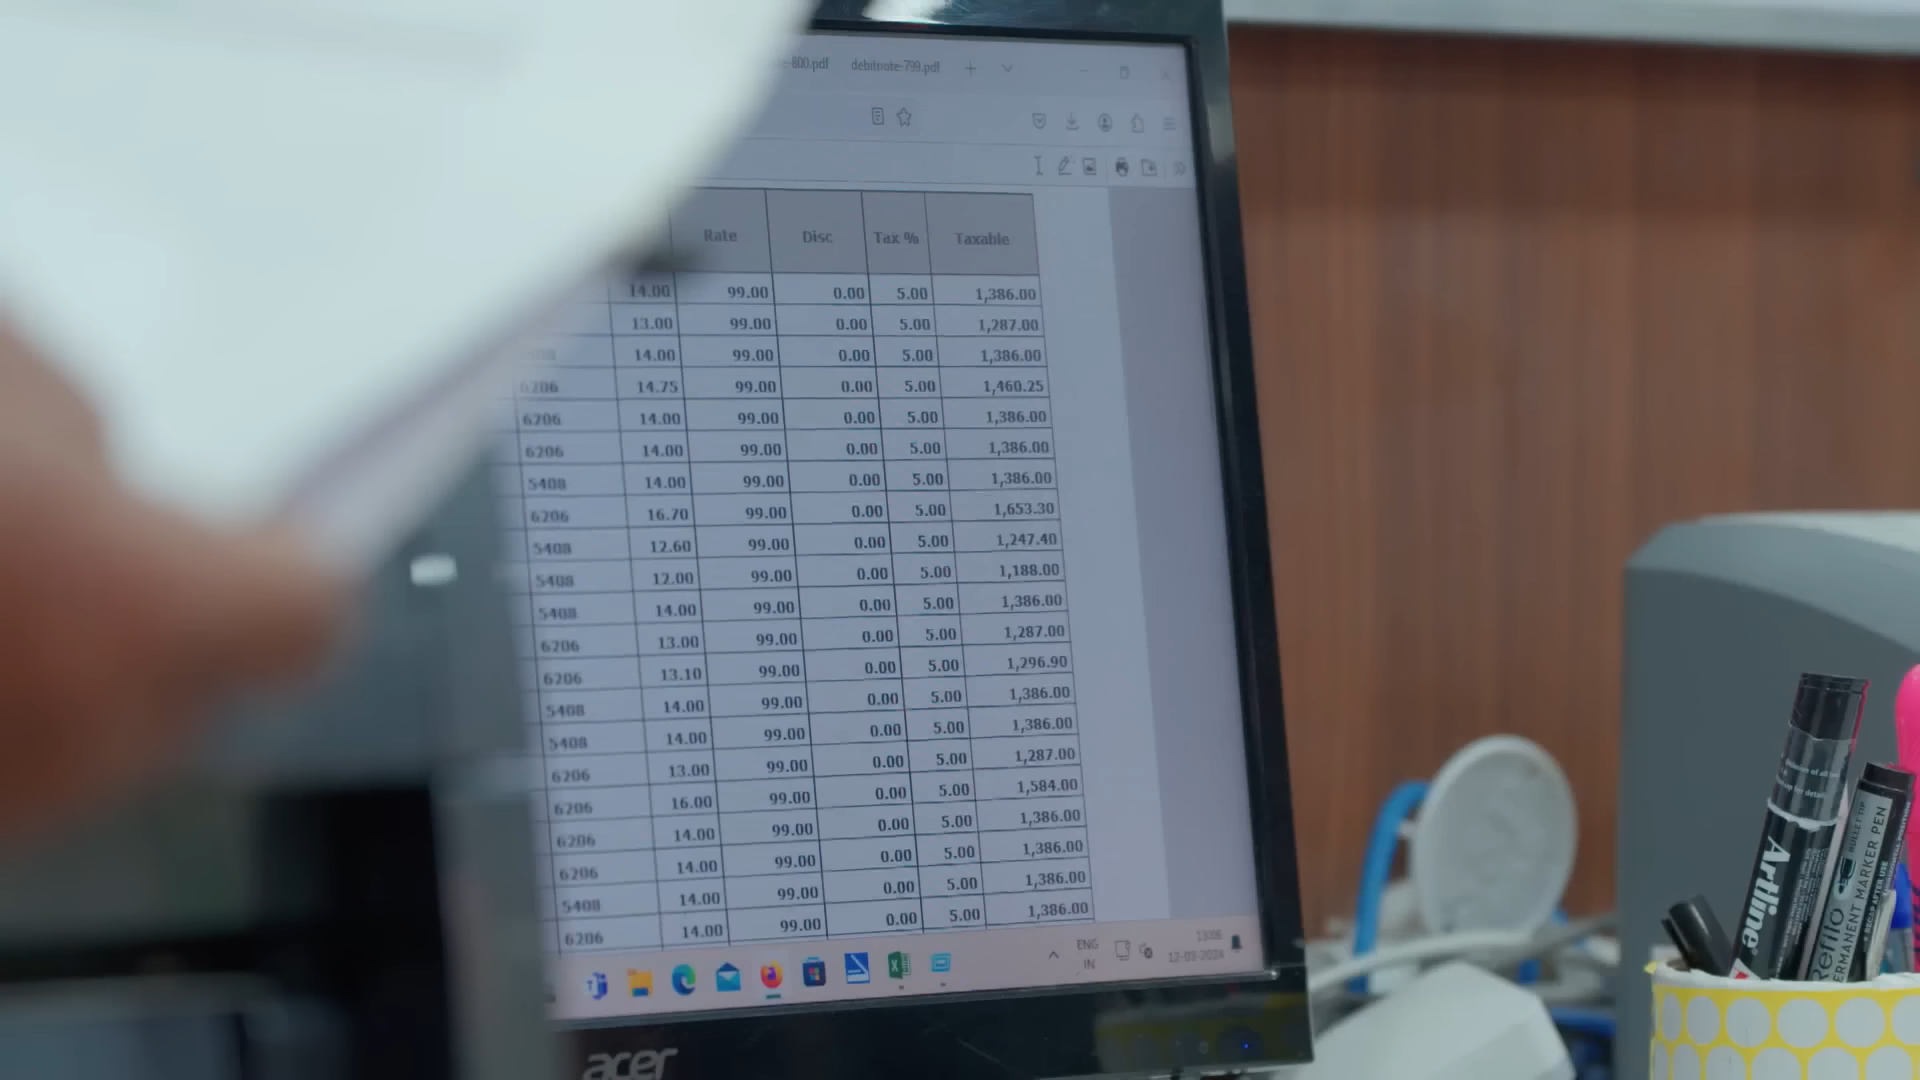 -800.pdf debitnote-799.pdf
Rate Disc Tax % Taxable
14.00 99.00 0.00 5.00 1,386.00
13.00 99.00 0.00 5.00 1,287.00
14.00 99.00 0.00 5.00 1,386.00
6206 14.75 99.00 0.00 5.00 1,460.25
6206 14.00 99.00 0.00 5.00 1,386.00
6206 14.00 99.00 0.00 5.00 1,386.00
5408 14.00 99.00 0.00 5.00 1,386.00
6206 16.70 99.00 0.00 5.00 1,653.30
5408 12.60 99.00 0.00 5.00 1,247.40
5408 12.00 99.00 0.00 5.00 1,188.00
5408 14.00 99.00 0.00 5.00 1,386.00
6206 13.00 99.00 0.00 5.00 1,287.00
6206 13.10 99.00 0.00 5.00 1,296.90
5408 14.00 99.00 0.00 5.00 1,386.00
5408 14.00 99.00 0.00 5.00 1,386.00
6206 13.00 99.00 0.00 5.00 1,287.00
6206 16.00 99.00 0.00 5.00 1,584.00
6206 14.00 99.00 0.00 5.00 1,386.00
6206 14.00 99.00 0.00 5.00 1,386.00
5408 14.00 99.00 0.00 5.00 1,386.00
6206 14.00 99.00 0.00 5.00 1,386.00
ENG
IN
13:06
12-03-2024
acer
Artline
Reflo
PERMANENT MARKER PEN
BULLET TIP
RECAP AFTER USE